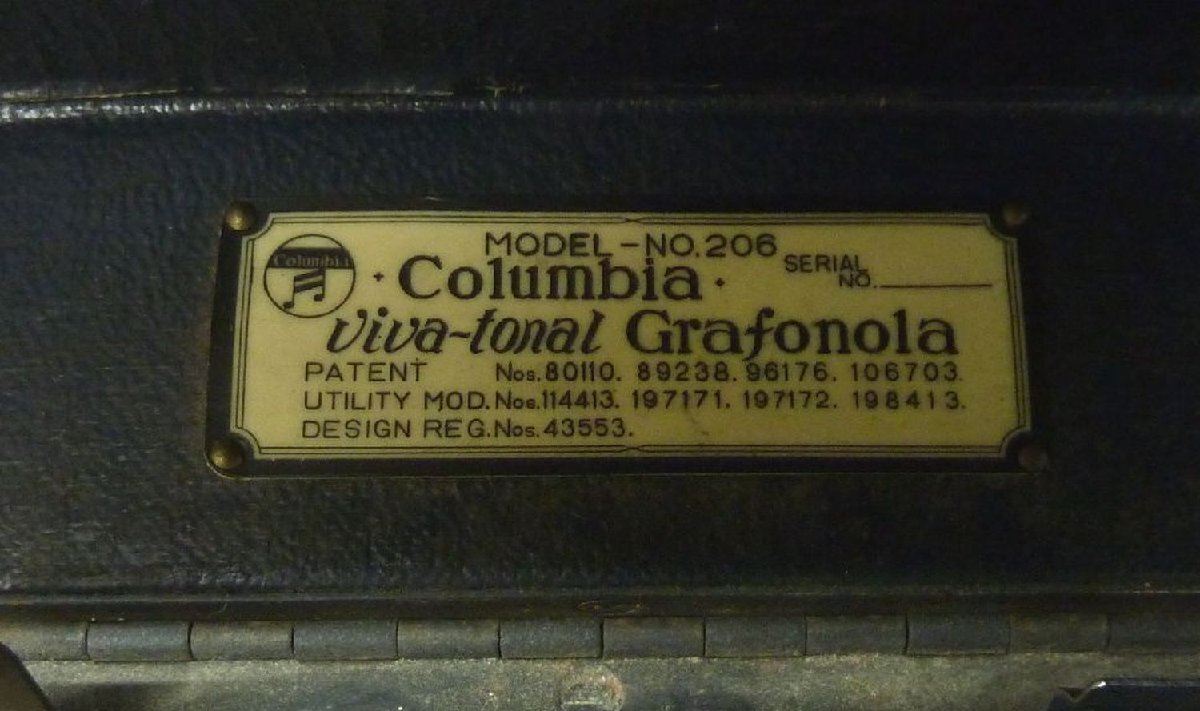 MODEL-NO.206
Columbia
SERIAL NO.
· Columbia ·
viva-tonal Grafonola
PATENT Nos.80110. 89238. 96176. 106703.
UTILITY MOD.Nos.114413. 197171. 197172. 198413.
DESIGN REG.Nos.43553.